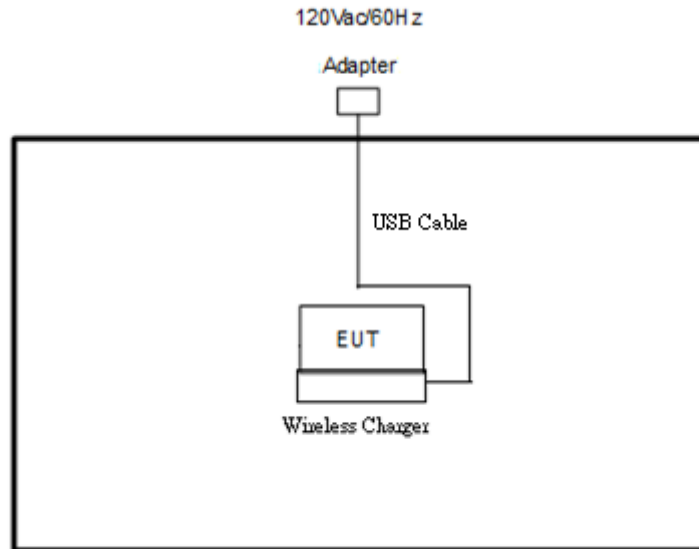 120Vac/60Hz
Adapter
USB Cable
EUT
Wireless Charger